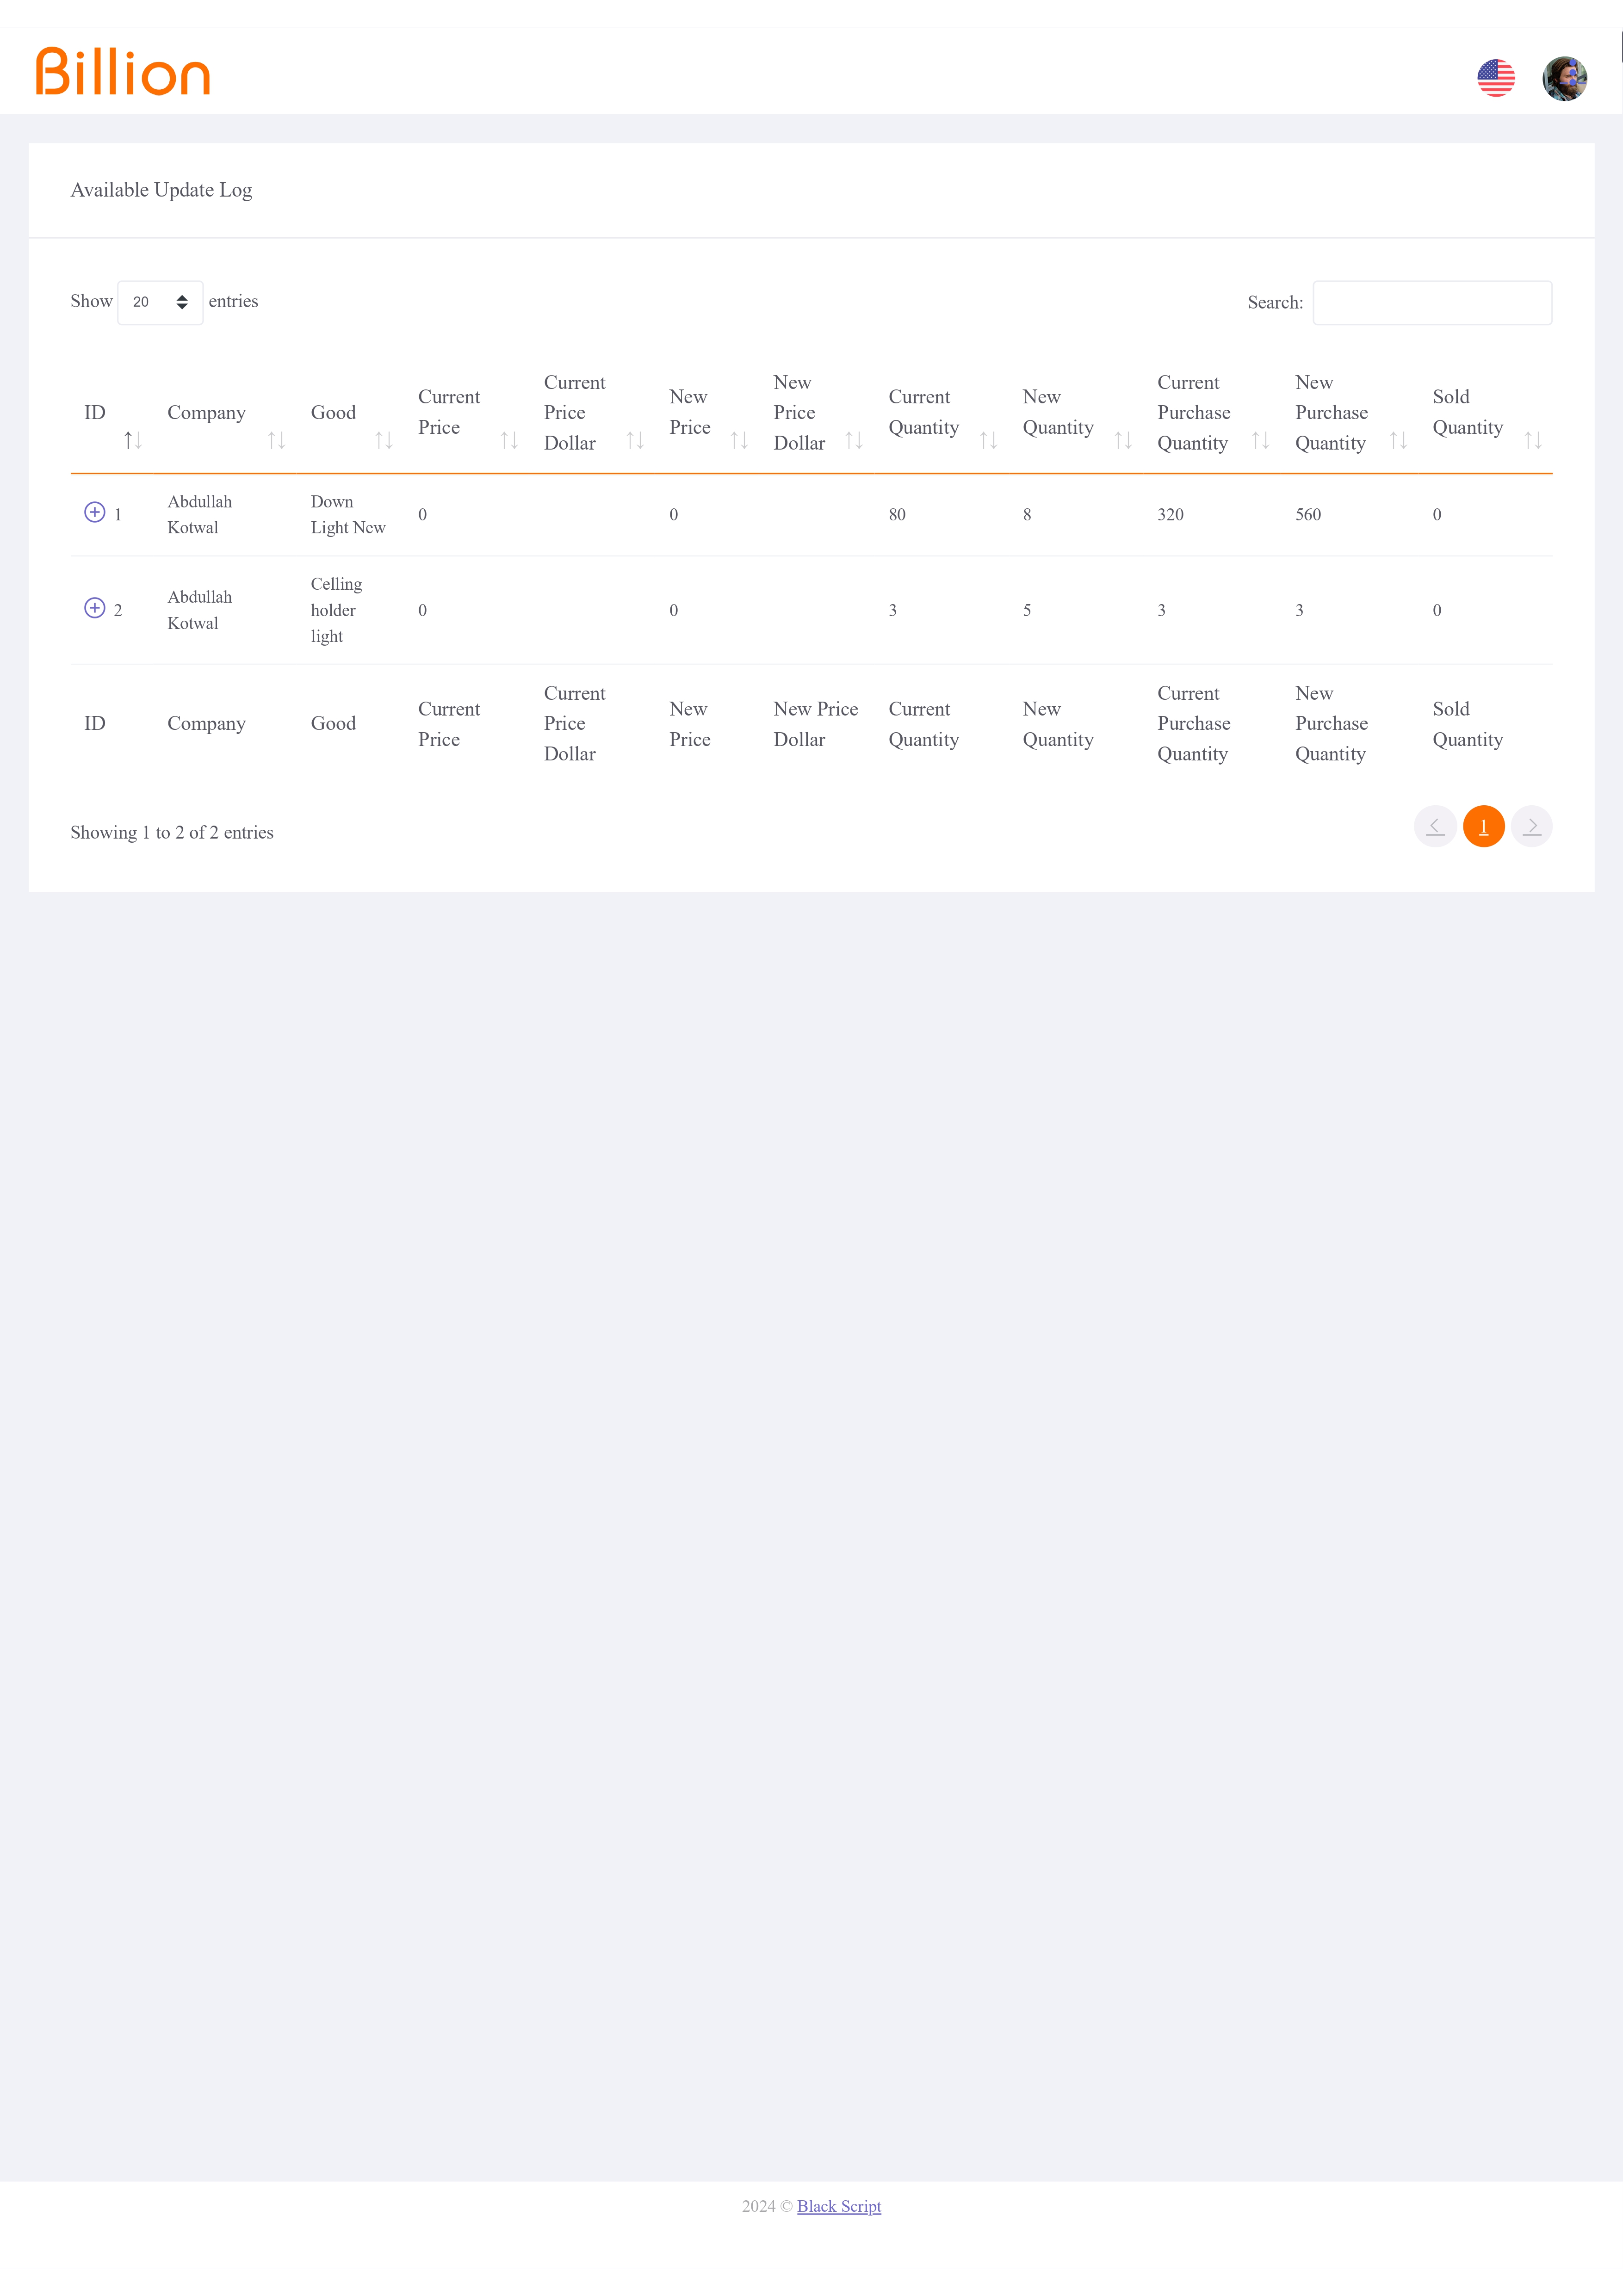 Billion
Available Update Log
Show 20 entries
Search:
ID
Company
Good
Current Price
Current Price Dollar
New Price
New Price Dollar
Current Quantity
New Quantity
Current Purchase Quantity
New Purchase Quantity
Sold Quantity
1 Abdullah Kotwal Down Light New 0 0 80 8 320 560 0
2 Abdullah Kotwal Celling holder light 0 0 3 5 3 3 0
ID
Company
Good
Current Price
Current Price Dollar
New Price
New Price Dollar
Current Quantity
New Quantity
Current Purchase Quantity
New Purchase Quantity
Sold Quantity
Showing 1 to 2 of 2 entries
1
2024 © Black Script